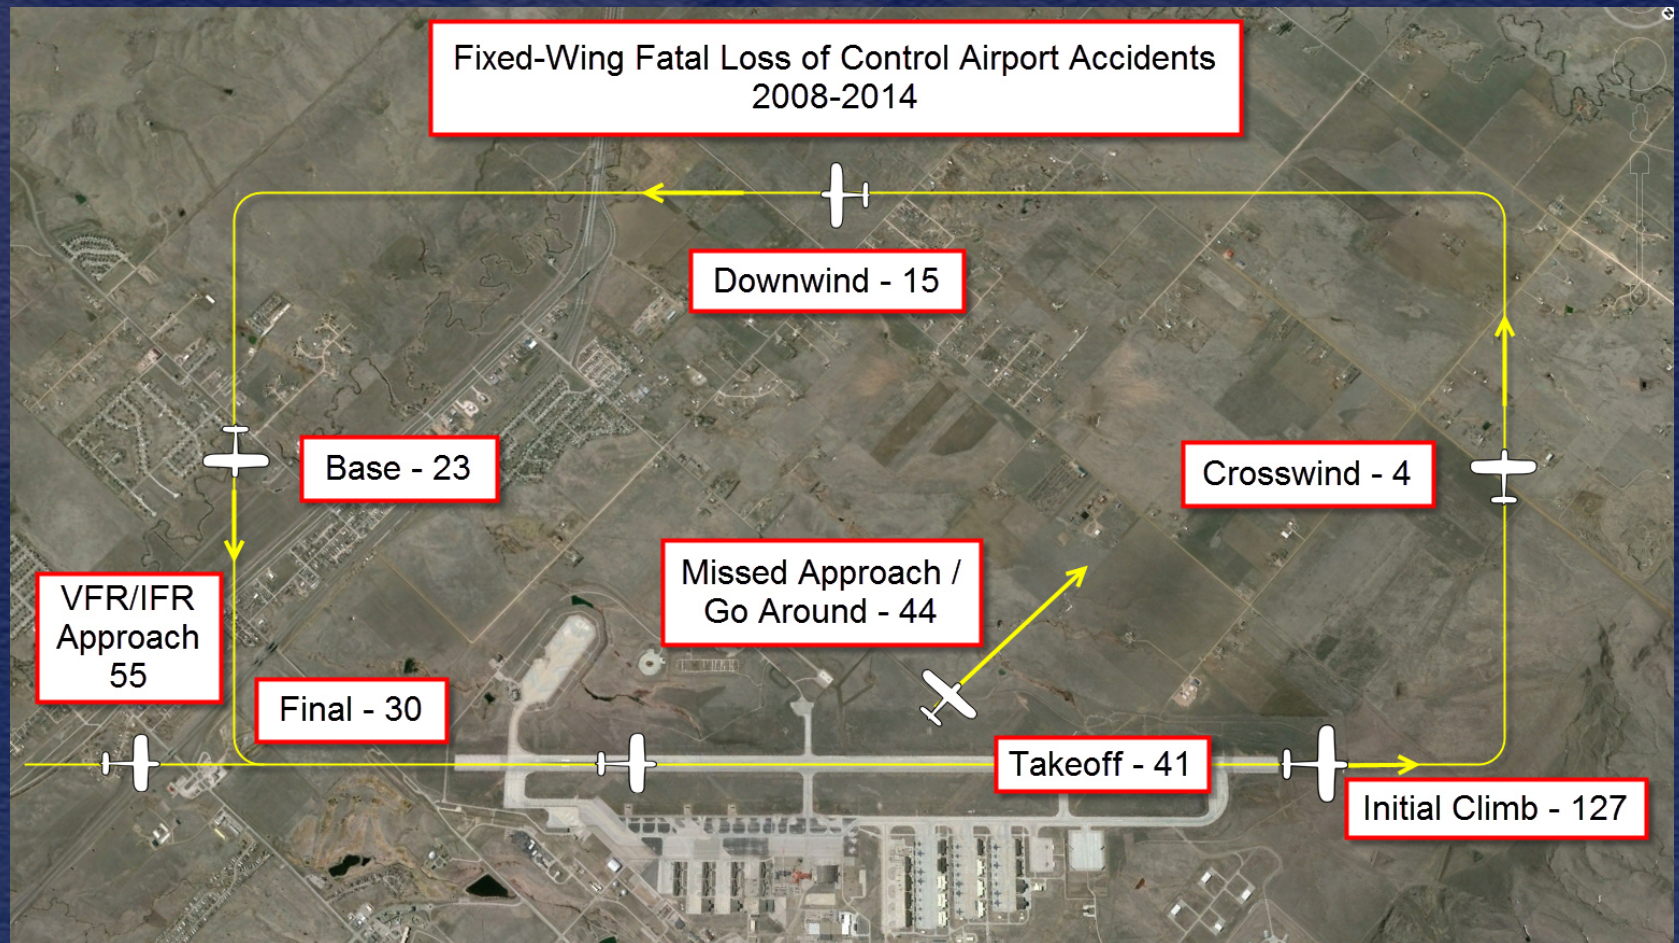 Fixed-Wing Fatal Loss of Control Airport Accidents
2008-2014
Downwind - 15
Base - 23
Crosswind - 4
VFR/IFR
Approach
55
Missed Approach /
Go Around - 44
Final - 30
Takeoff - 41
Initial Climb - 127